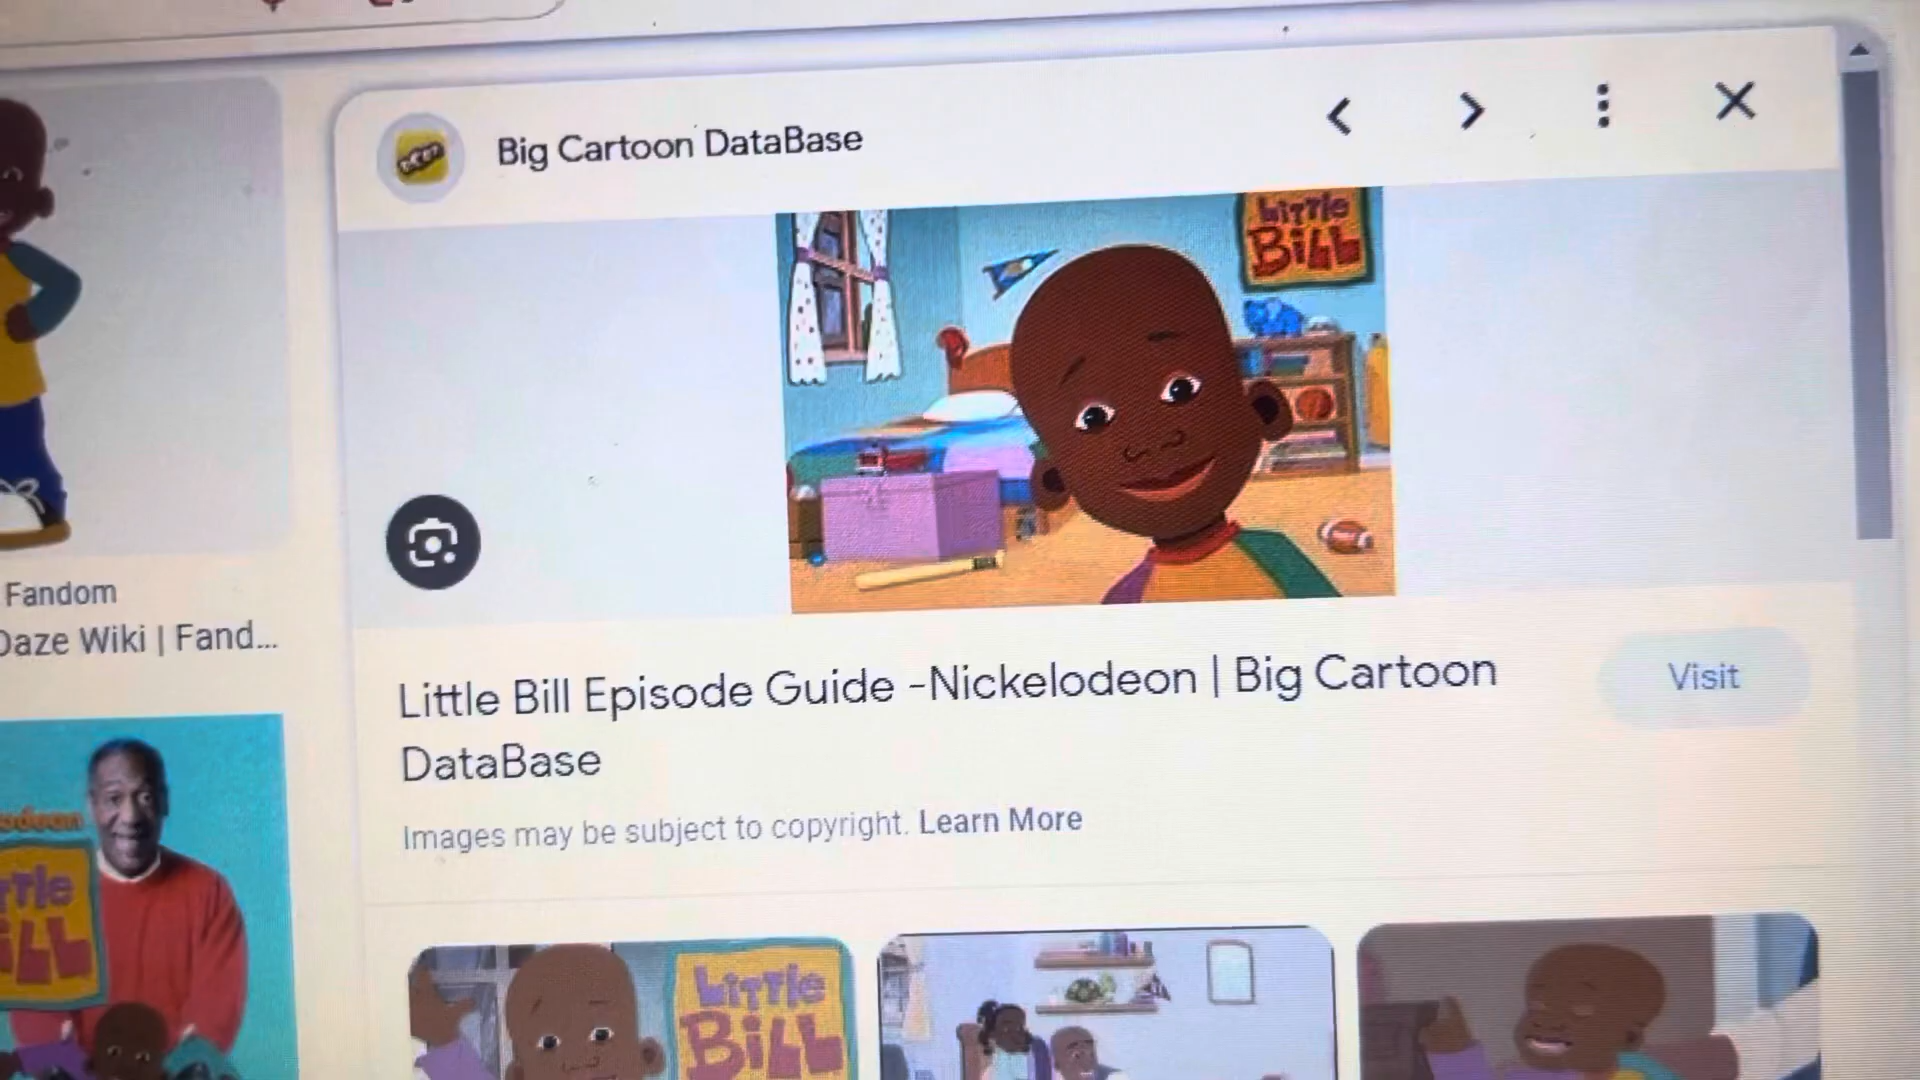 Big Cartoon DataBase
LITTLE
BILL
Fandom
Daze Wiki | Fand...
Little Bill Episode Guide -Nickelodeon | Big Cartoon
DataBase
Visit
Images may be subject to copyright. Learn More
LITTLE
BILL